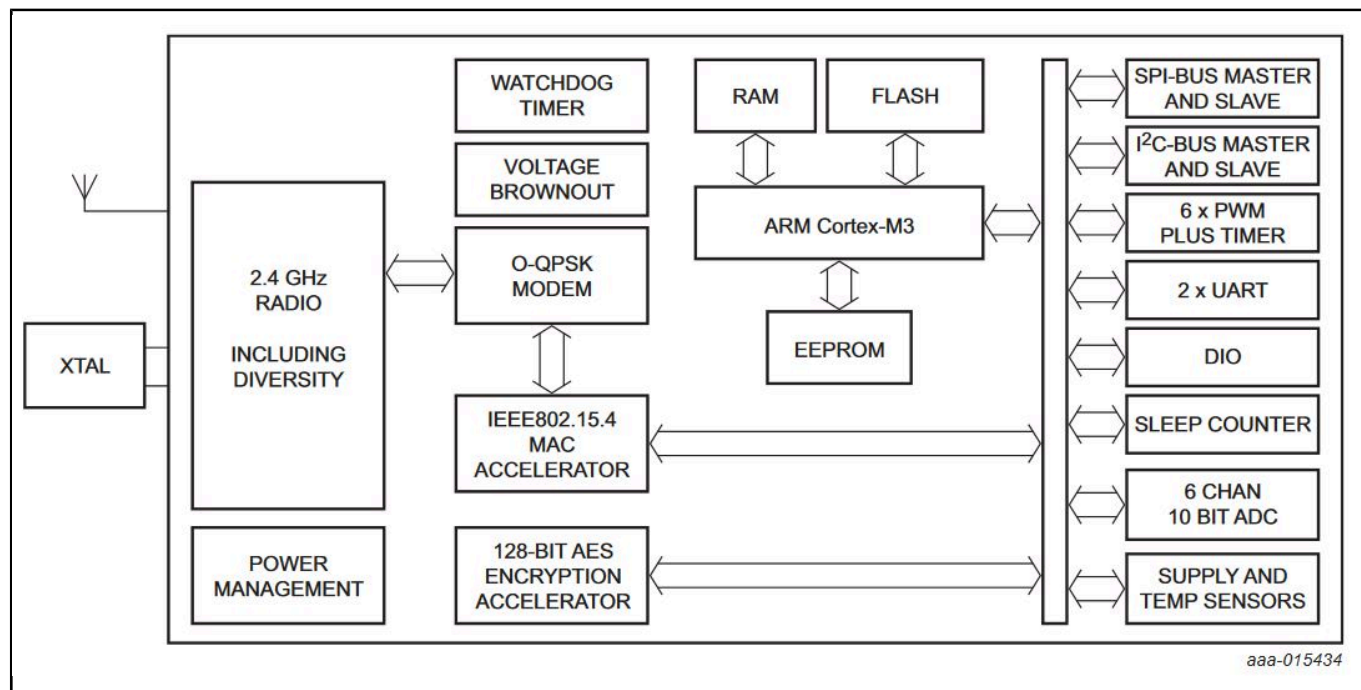 WATCHDOG
TIMER
RAM
FLASH
SPI-BUS MASTER
AND SLAVE
VOLTAGE
BROWNOUT
I²C-BUS MASTER
AND SLAVE
ARM Cortex-M3
6 x PWM
PLUS TIMER
2.4 GHz
RADIO
INCLUDING
DIVERSITY
O-QPSK
MODEM
2 x UART
XTAL
EEPROM
DIO
IEEE802.15.4
MAC
ACCELERATOR
SLEEP COUNTER
6 CHAN
10 BIT ADC
POWER
MANAGEMENT
128-BIT AES
ENCRYPTION
ACCELERATOR
SUPPLY AND
TEMP SENSORS
aaa-015434